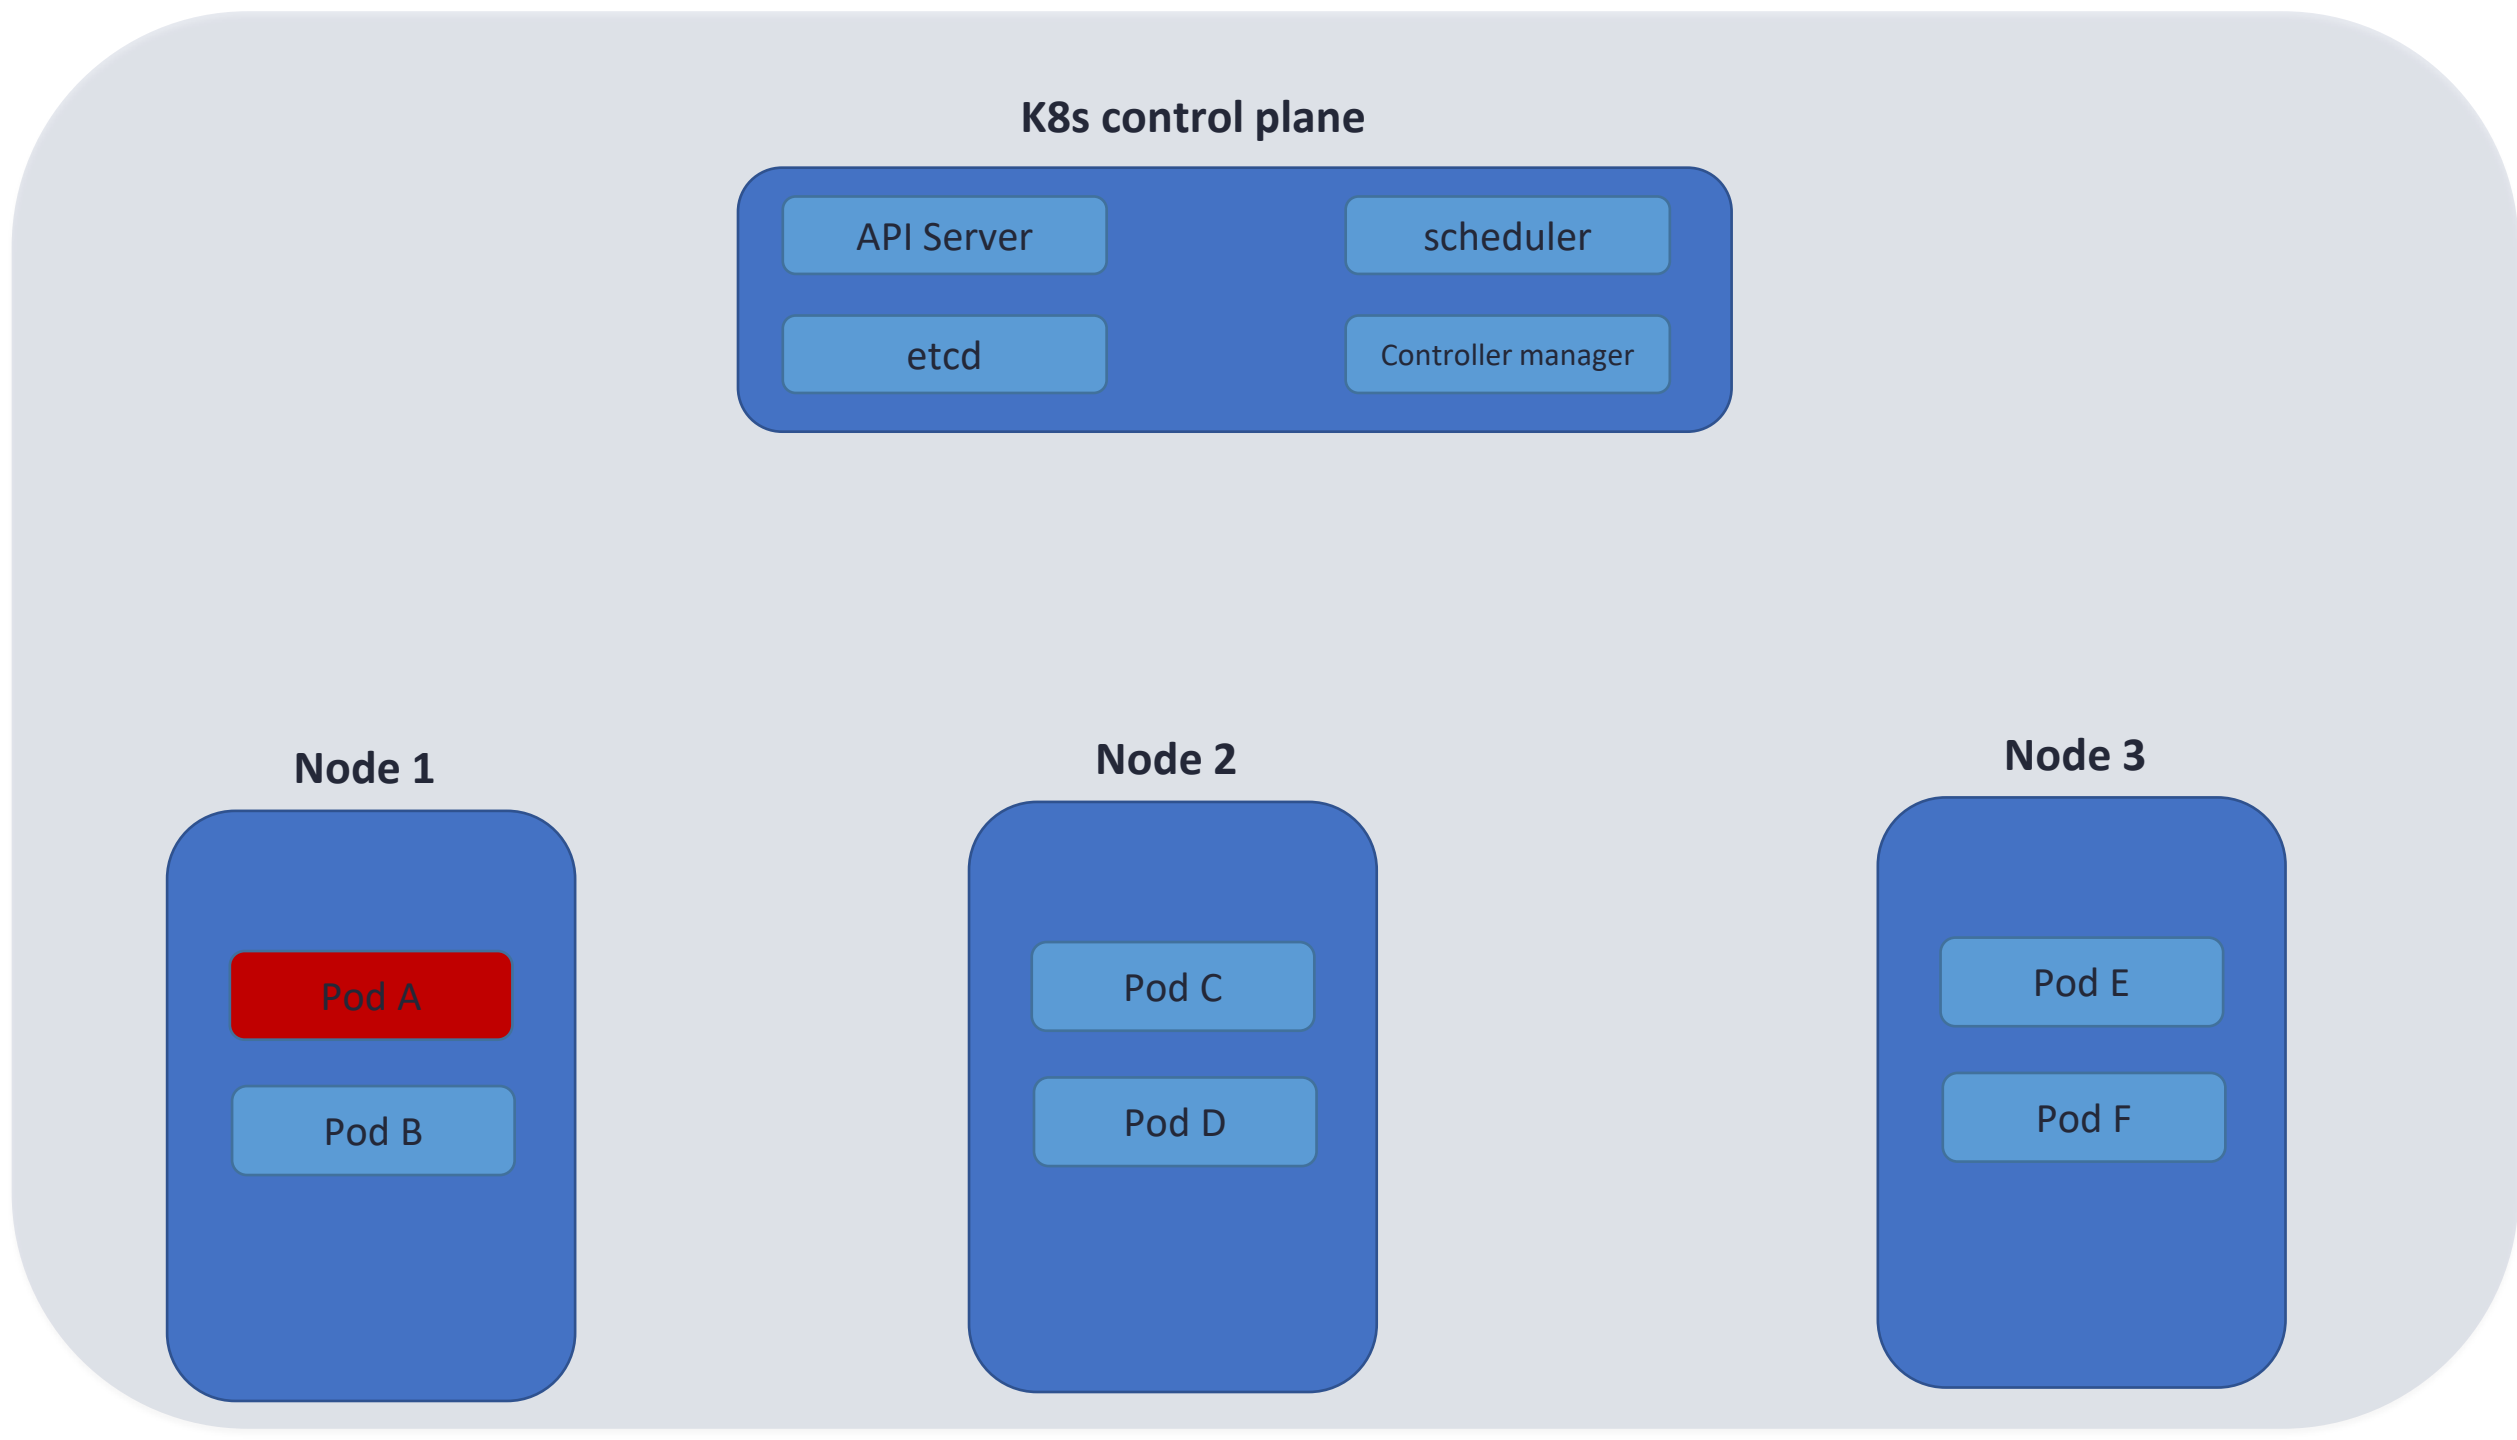 K8s control plane
API Server
scheduler
etcd
Controller manager
Node 1
Node 2
Node 3
Pod A
Pod C
Pod E
Pod B
Pod D
Pod F